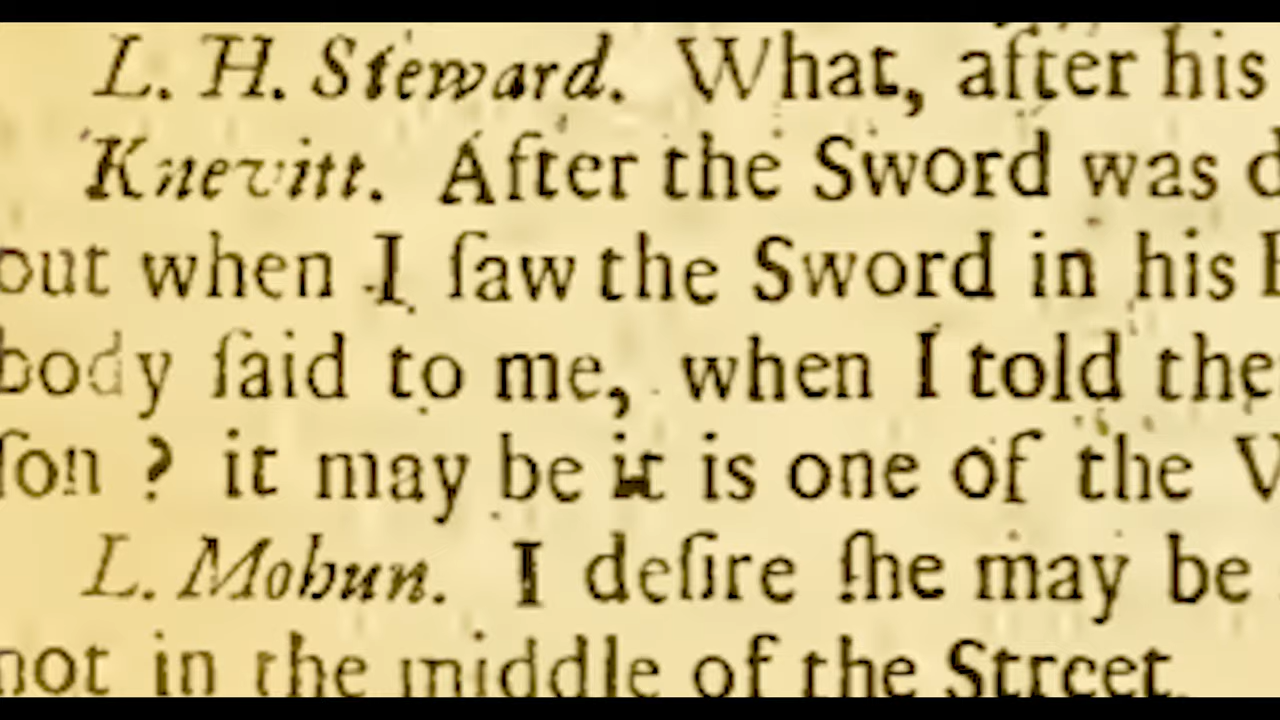 L. H. Steward. What, after his
Knevitt. After the Sword was
out when I ſaw the Sword in his
body ſaid to me, when I told the
ſon ? it may be it is one of the
L. Mohun. I deſire ſhe may be
not in the middle of the Street.